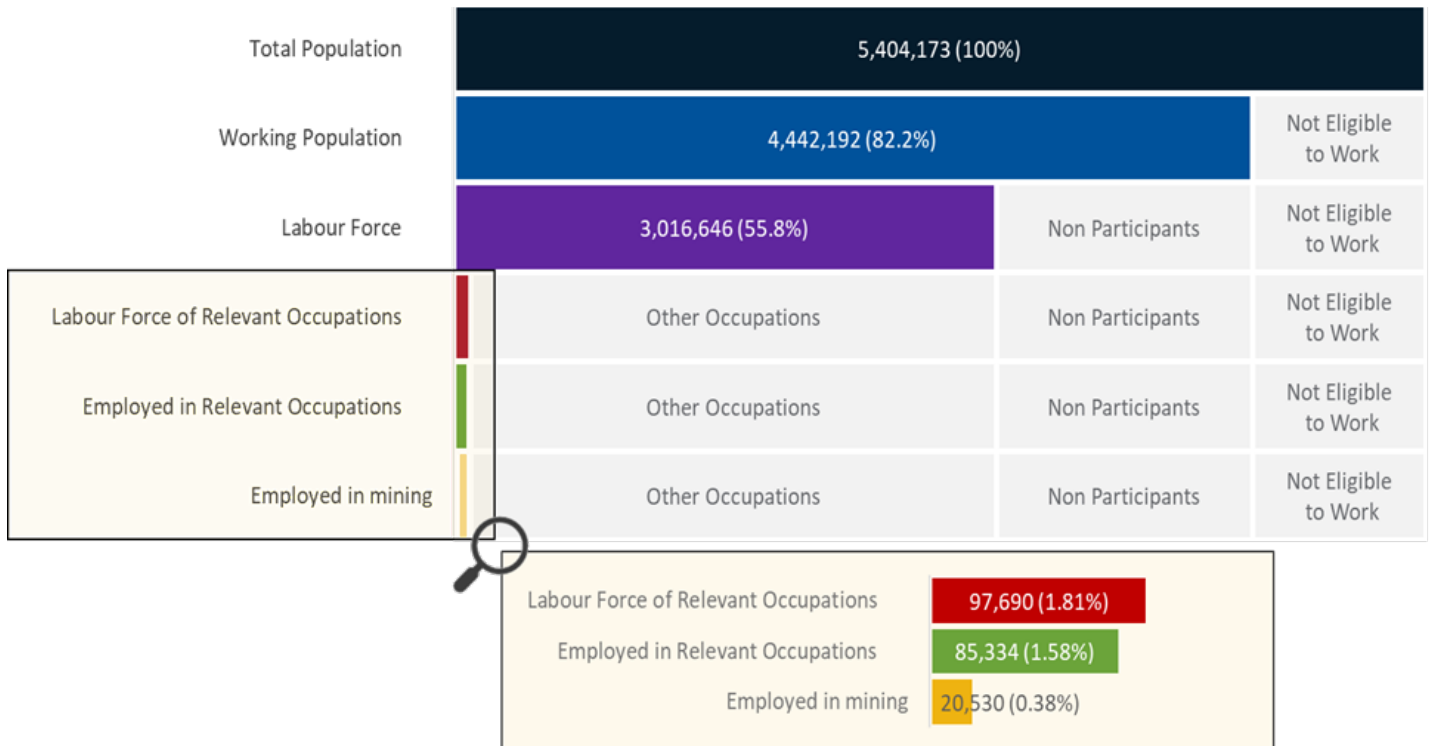 Total Population
5,404,173 (100%)
Working Population
4,442,192 (82.2%)
Not Eligible
to Work
Labour Force
3,016,646 (55.8%)
Non Participants
Not Eligible
to Work
Labour Force of Relevant Occupations
Other Occupations
Non Participants
Not Eligible
to Work
Employed in Relevant Occupations
Other Occupations
Non Participants
Not Eligible
to Work
Employed in mining
Other Occupations
Non Participants
Not Eligible
to Work
Labour Force of Relevant Occupations
97,690 (1.81%)
Employed in Relevant Occupations
85,334 (1.58%)
Employed in mining
20,530 (0.38%)